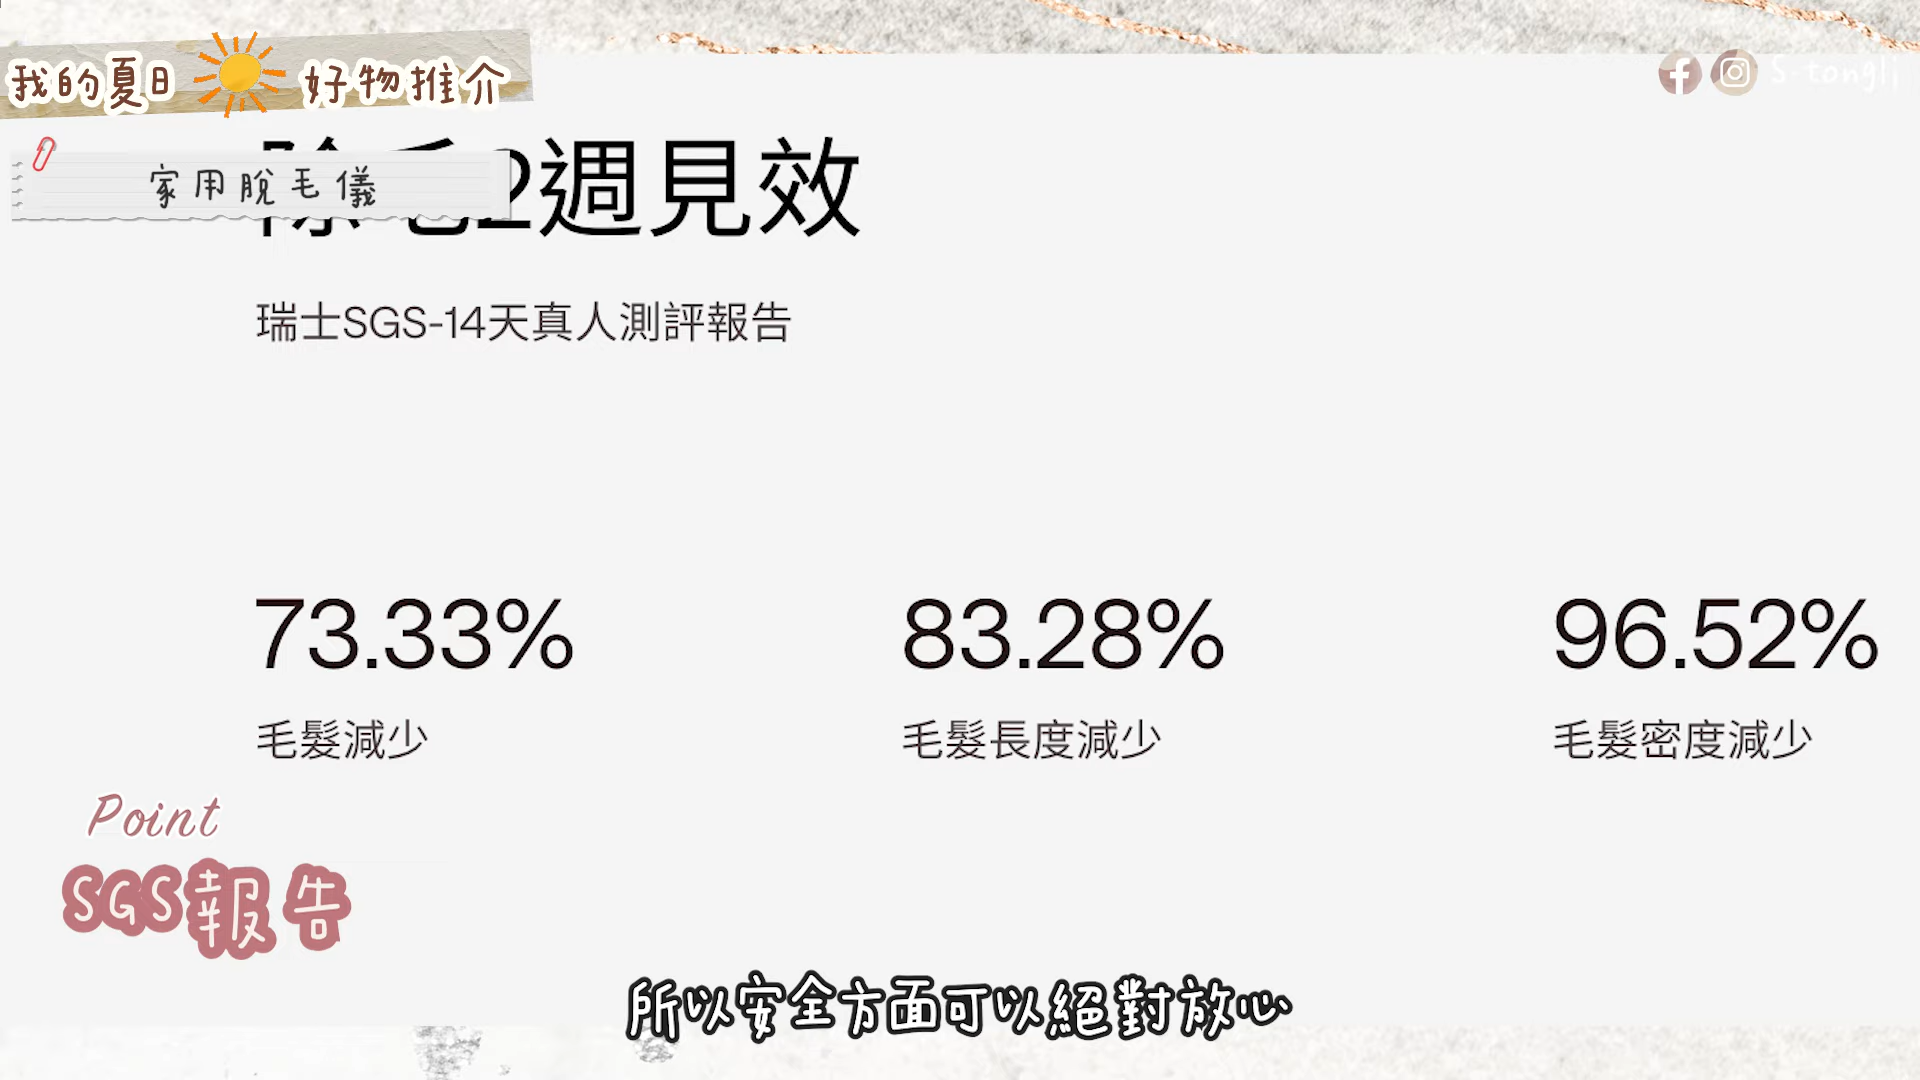 我的夏日 好物推介
S-tongli
家用脫毛儀
2週見效
瑞士SGS-14天真人測評報告
73.33%
83.28%
96.52%
毛髮減少
毛髮長度減少
毛髮密度減少
Point
SGS報告
所以安全方面可以絕對放心